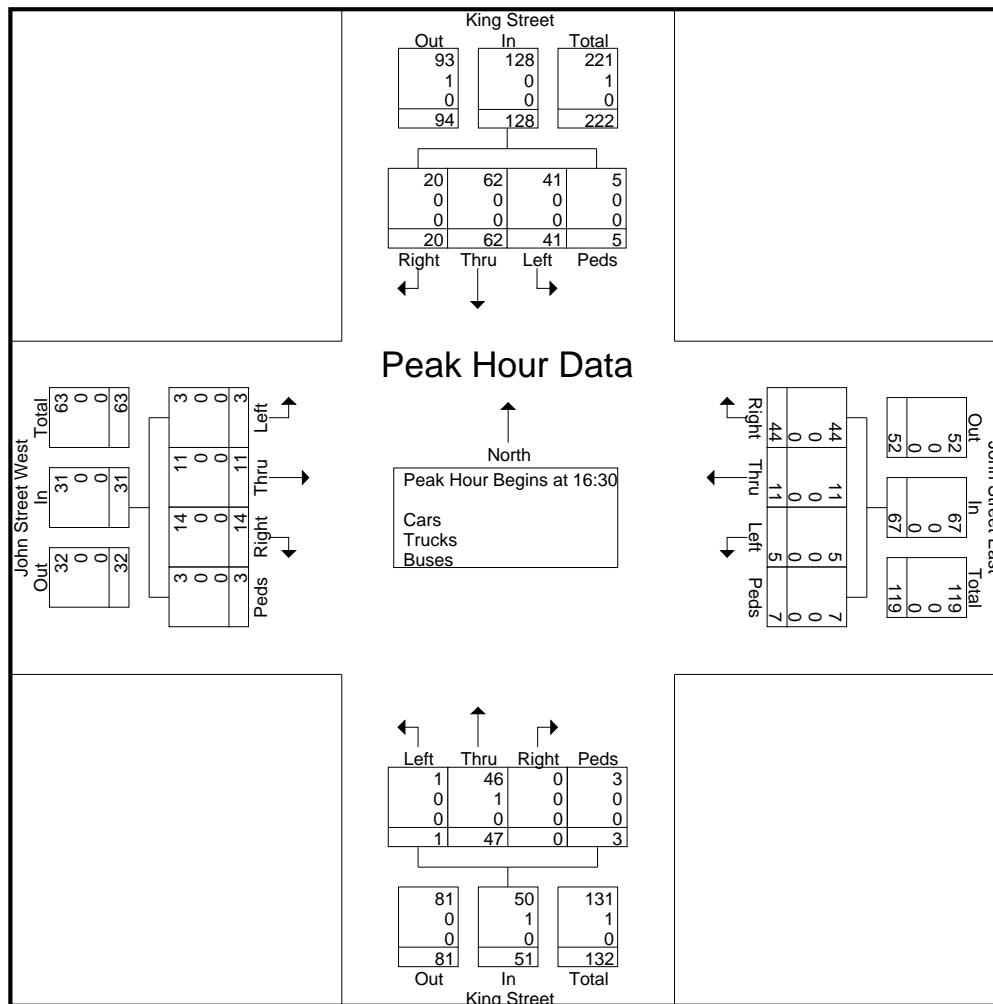 King Street
Out In Total
93 128 221
1 0 1
0 0 0
94 128 222
20 62 41 5
0 0 0 0
0 0 0 0
20 62 41 5
Right Thru Left Peds
Peak Hour Data
North
Peak Hour Begins at 16:30
Cars
Trucks
Buses
John Street West
Out In Total
32 31 63
0 0 0
0 0 0
32 31 63
Left Thru Right Peds
3 11 14 3
0 0 0 0
0 0 0 0
3 11 14 3
John Street East
Out In Total
52 67 119
0 0 0
0 0 0
52 67 119
Right Thru Left Peds
44 11 5 7
0 0 0 0
0 0 0 0
44 11 5 7
Left Thru Right Peds
1 46 0 3
0 1 0 0
0 0 0 0
1 47 0 3
81 50 131
0 1 1
0 0 0
81 51 132
Out In Total
King Street